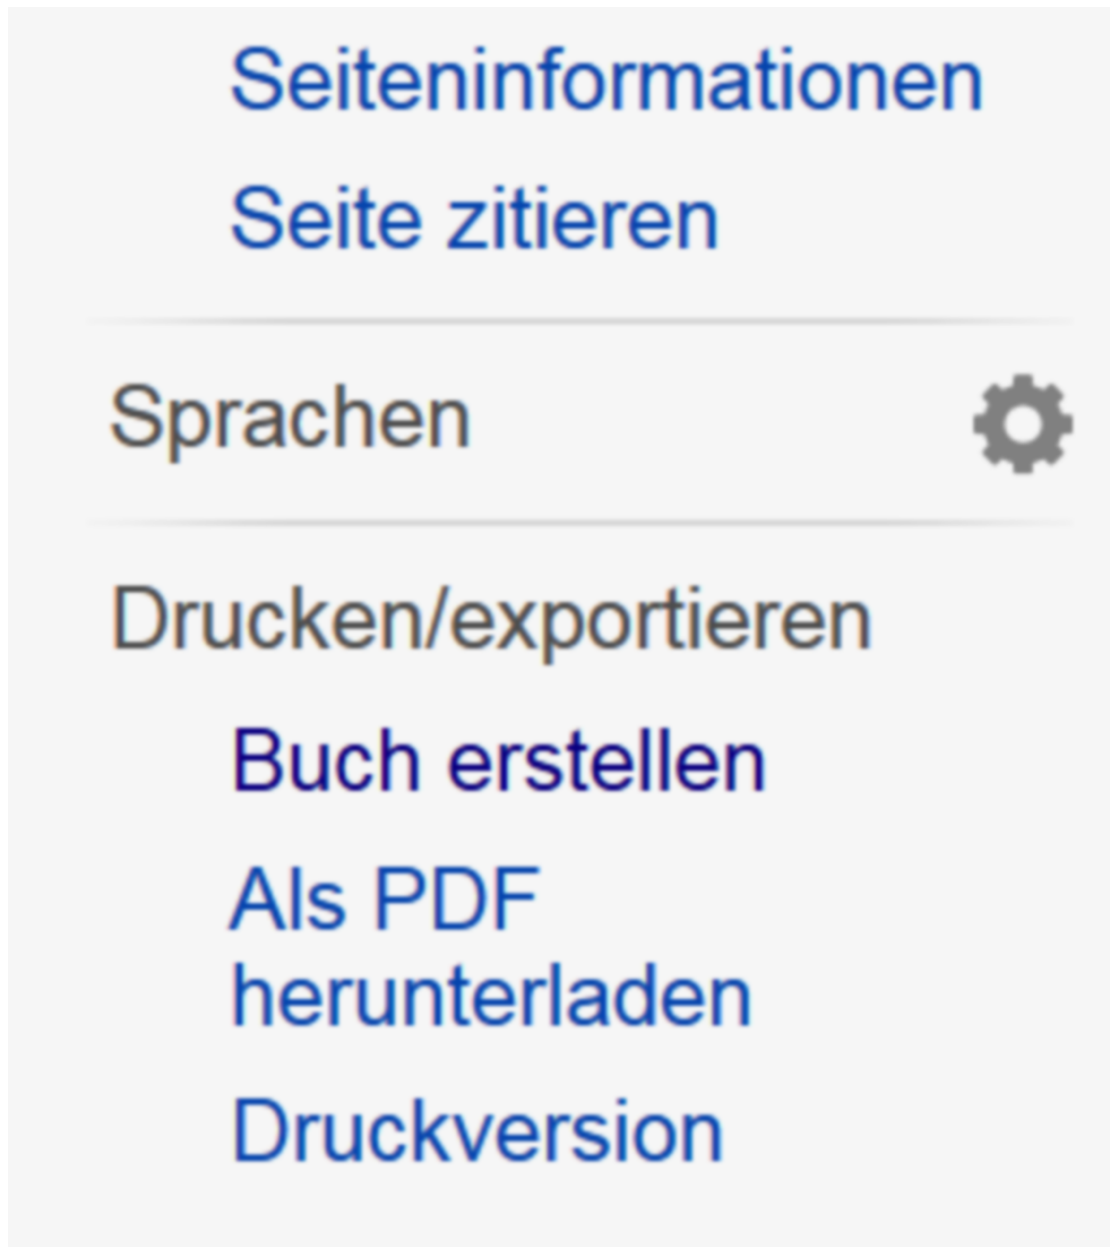 Seiteninformationen
Seite zitieren
Sprachen
Drucken/exportieren
Buch erstellen
Als PDF
herunterladen
Druckversion